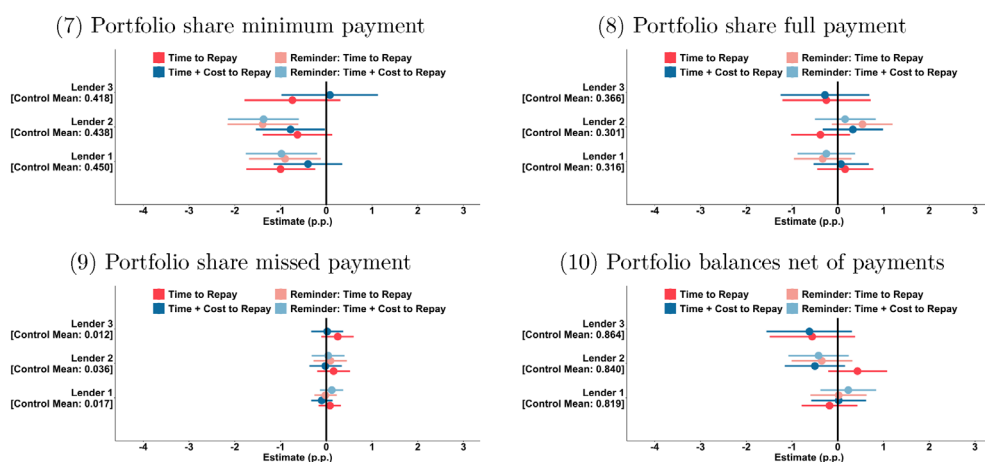 (7) Portfolio share minimum payment
Time to Repay
Reminder: Time to Repay
Time + Cost to Repay
Reminder: Time + Cost to Repay
Lender 3
[Control Mean: 0.418]
Lender 2
[Control Mean: 0.438]
Lender 1
[Control Mean: 0.450]
-4 -3 -2 -1 0 1 2 3
Estimate (p.p.)
(8) Portfolio share full payment
Time to Repay
Reminder: Time to Repay
Time + Cost to Repay
Reminder: Time + Cost to Repay
Lender 3
[Control Mean: 0.366]
Lender 2
[Control Mean: 0.301]
Lender 1
[Control Mean: 0.316]
-4 -3 -2 -1 0 1 2 3
Estimate (p.p.)
(9) Portfolio share missed payment
Time to Repay
Reminder: Time to Repay
Time + Cost to Repay
Reminder: Time + Cost to Repay
Lender 3
[Control Mean: 0.012]
Lender 2
[Control Mean: 0.036]
Lender 1
[Control Mean: 0.017]
-4 -3 -2 -1 0 1 2 3
Estimate (p.p.)
(10) Portfolio balances net of payments
Time to Repay
Reminder: Time to Repay
Time + Cost to Repay
Reminder: Time + Cost to Repay
Lender 3
[Control Mean: 0.864]
Lender 2
[Control Mean: 0.840]
Lender 1
[Control Mean: 0.819]
-4 -3 -2 -1 0 1 2 3
Estimate (p.p.)